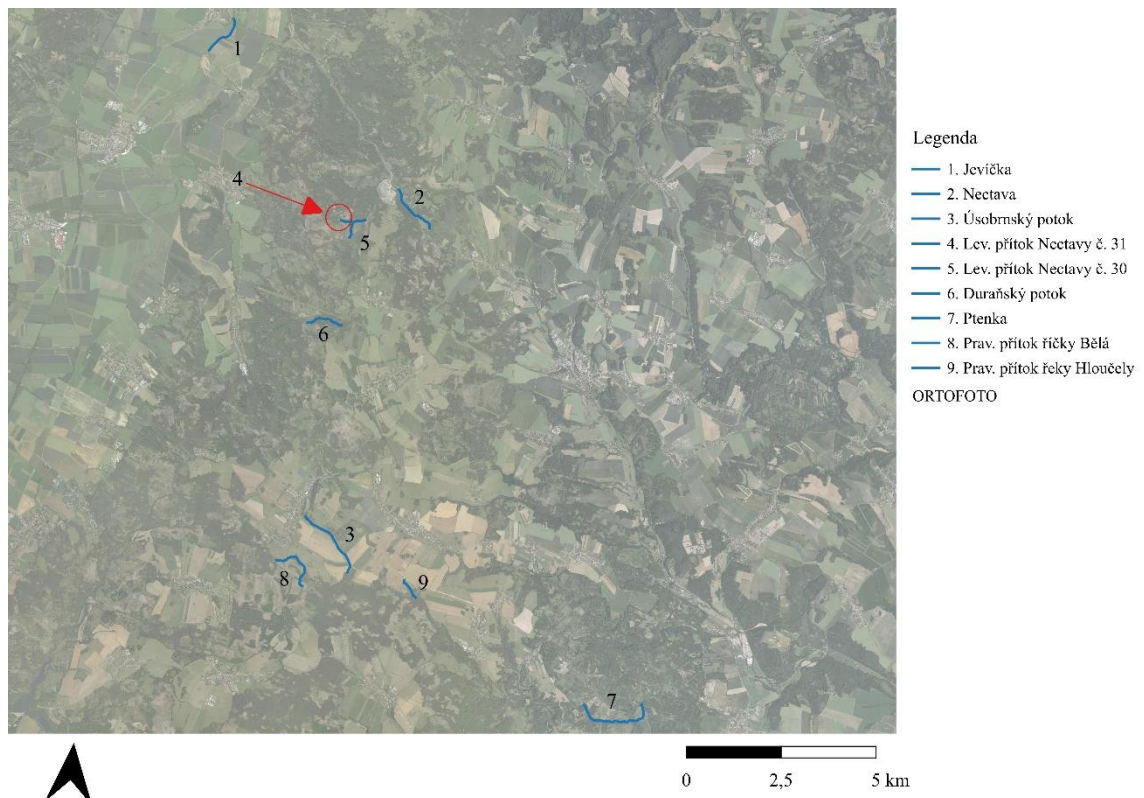 1
4
2
5
6
3
8
9
7
Legenda
1. Jevíčka
2. Nectava
3. Úsobrnský potok
4. Lev. přítok Nectavy č. 31
5. Lev. přítok Nectavy č. 30
6. Duraňský potok
7. Ptenka
8. Prav. přítok říčky Bělá
9. Prav. přítok řeky Hloučely
ORTOFOTO
0 2,5 5 km